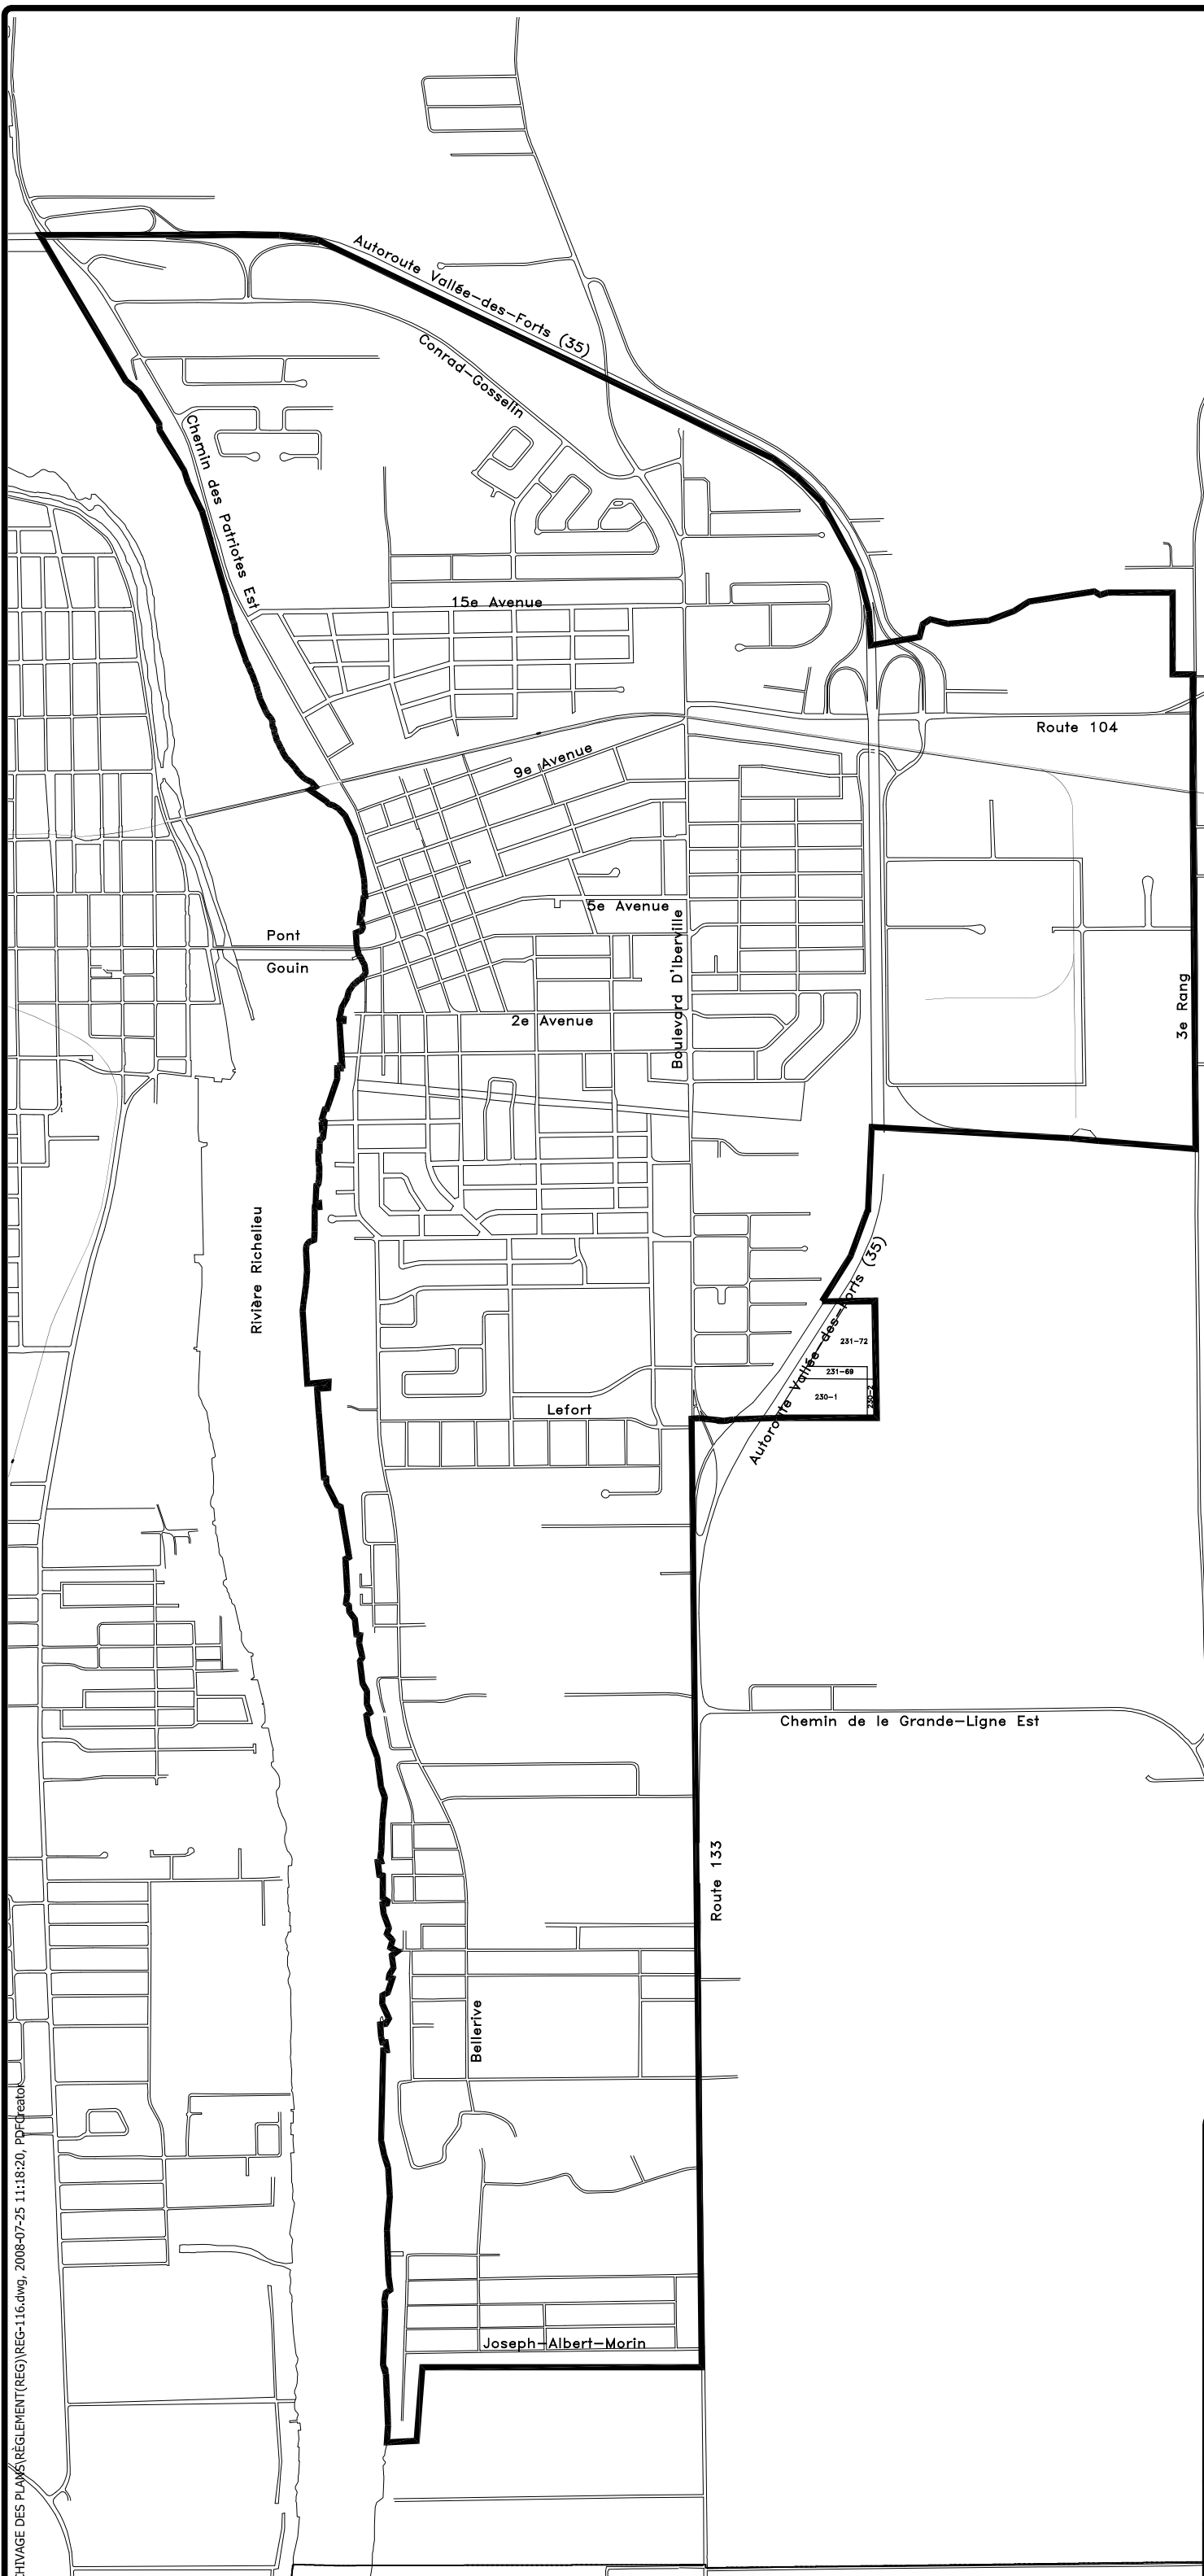 Autoroute Vallée-des-Forts (35)
Conrad-Gosselin
Chemin des Patriotes Est
15e Avenue
Route 104
9e Avenue
5e Avenue
Boulevard D'Iberville
Pont
Gouin
3e Rang
2e Avenue
Rivière Richelieu
Autoroute Vallée-des-Forts (35)
231-72
231-69
230-1
230-2
Lefort
Chemin de le Grande-Ligne Est
Route 133
Bellerive
Joseph-Albert-Morin
CHIVAGE DES PLANS\RÈGLEMENT(REG)\REG-116.dwg, 2008-07-25 11:18:20, PDFCreator